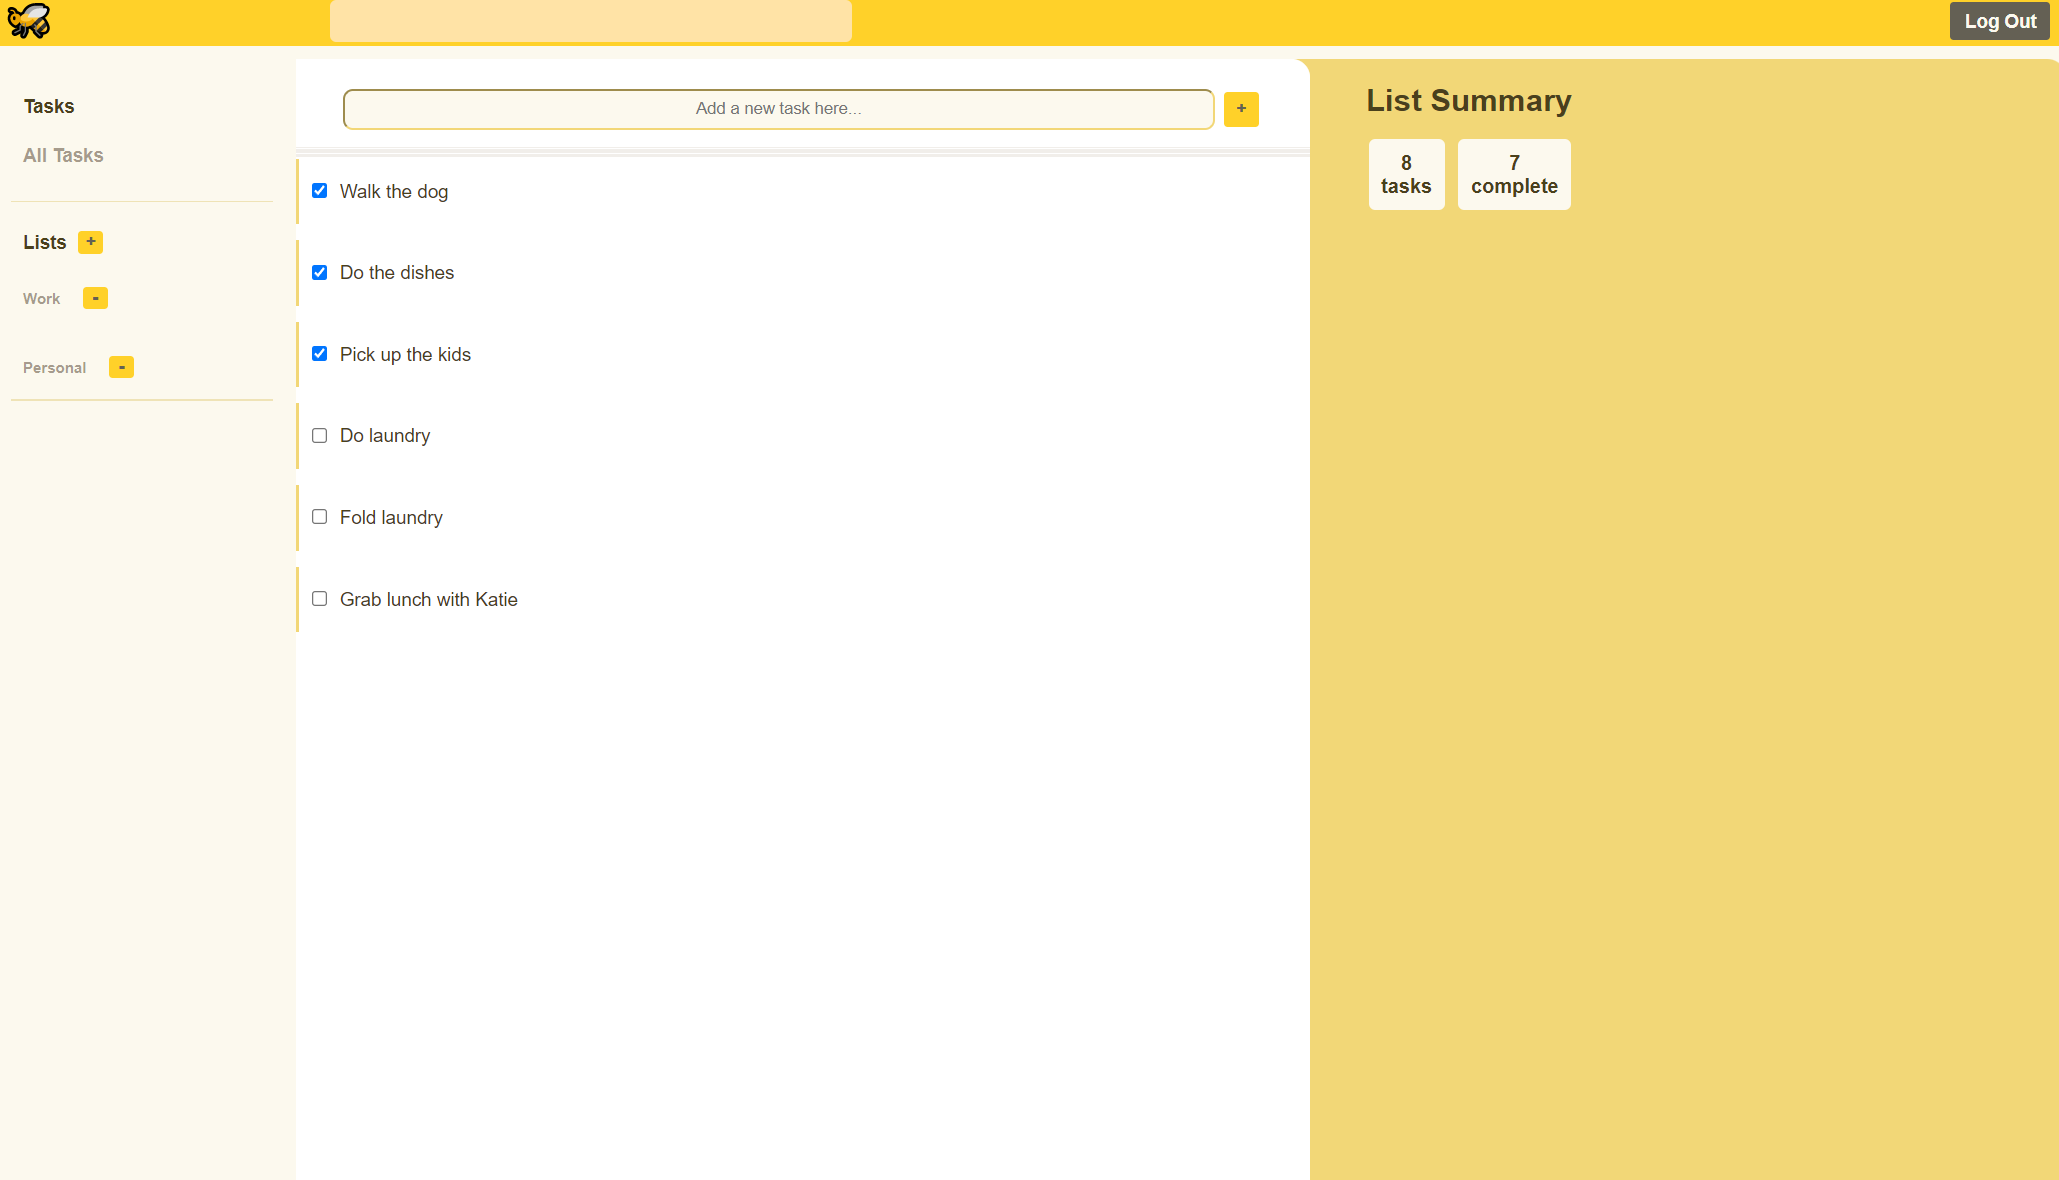 Log Out
Tasks
All Tasks
Lists +
Work -
Personal -
Add a new task here... +
Walk the dog
Do the dishes
Pick up the kids
Do laundry
Fold laundry
Grab lunch with Katie
List Summary
8
tasks
7
complete